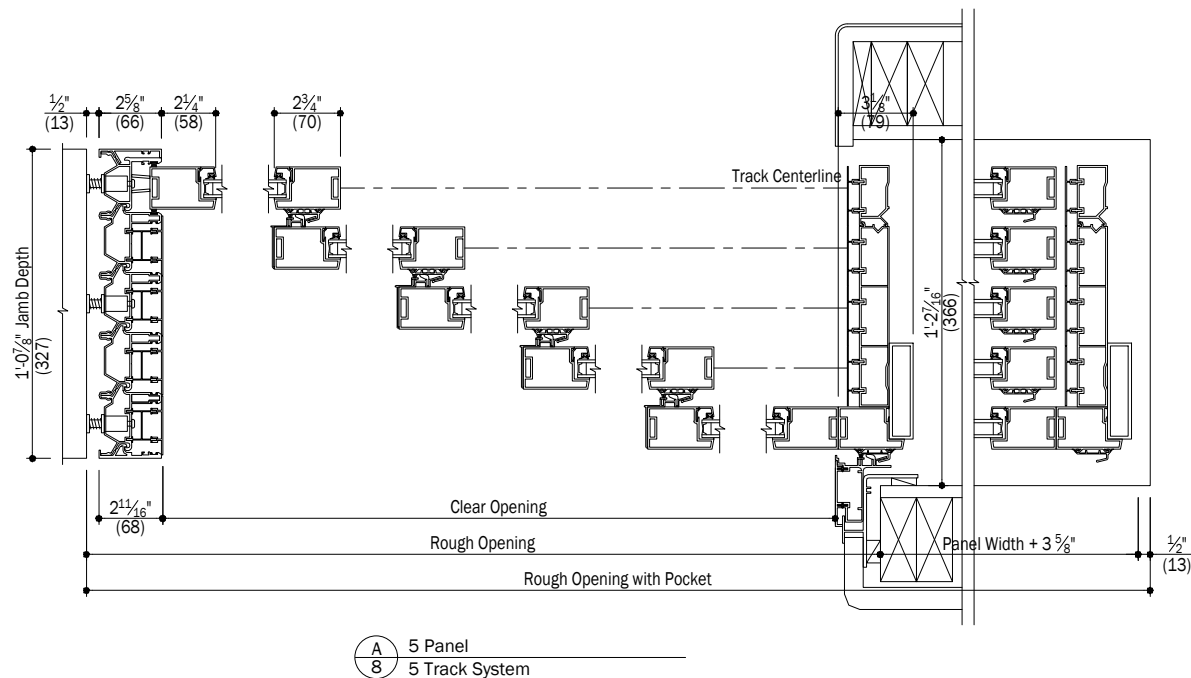 ½" 2⅝" 2¼" 2¾" 3⅛"
(13) (66) (58) (70) (79)
Track Centerline
1'-0⅞" Jamb Depth
(327)
1'-2⁷⁄₁₆"
(366)
2¹¹⁄₁₆"
(68)
Clear Opening
Rough Opening
Panel Width + 3 ⅝"
½"
(13)
Rough Opening with Pocket
A 5 Panel
8 5 Track System